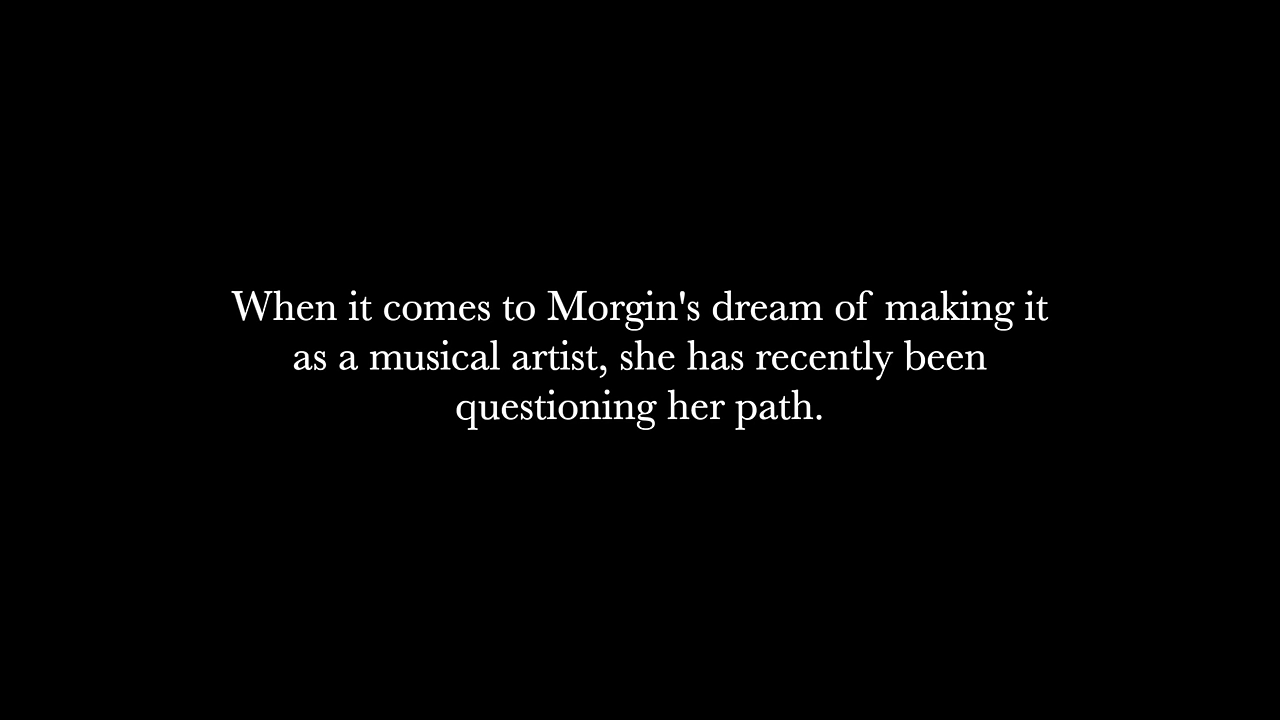 When it comes to Morgin's dream of making it
as a musical artist, she has recently been
questioning her path.